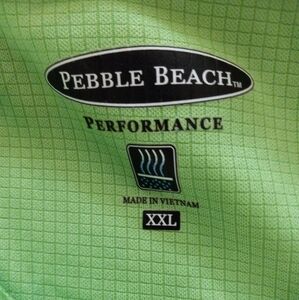 PEBBLE BEACH™
PERFORMANCE
MADE IN VIETNAM
XXL